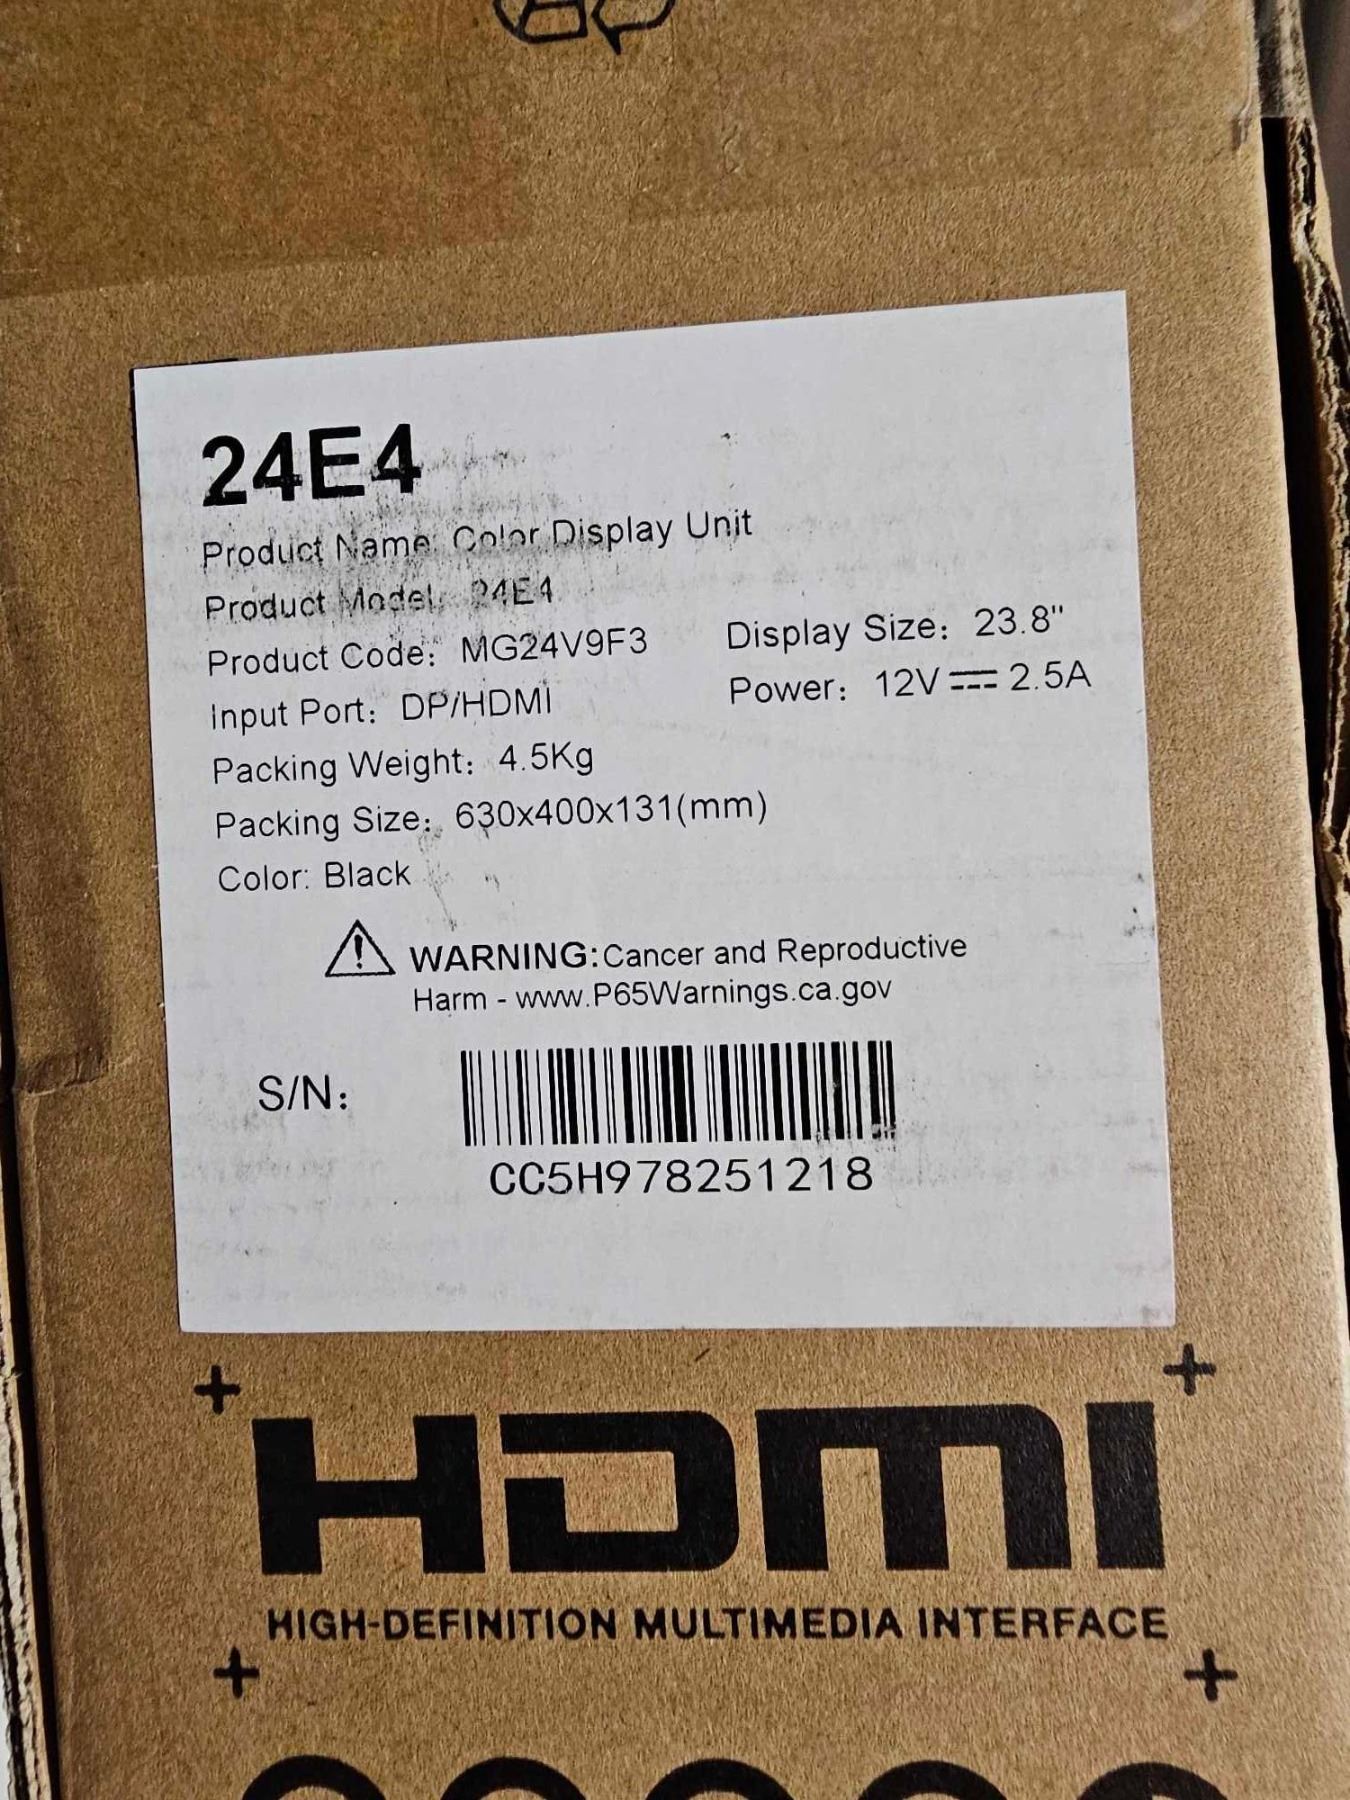 24E4
Product Name: Color Display Unit
Product Model: 24E4
Product Code: MG24V9F3 Display Size: 23.8"
Input Port: DP/HDMI Power: 12V ⎓ 2.5A
Packing Weight: 4.5Kg
Packing Size: 630x400x131(mm)
Color: Black
WARNING:Cancer and Reproductive
Harm - www.P65Warnings.ca.gov
S/N:
CC5H978251218
HDMI
HIGH-DEFINITION MULTIMEDIA INTERFACE